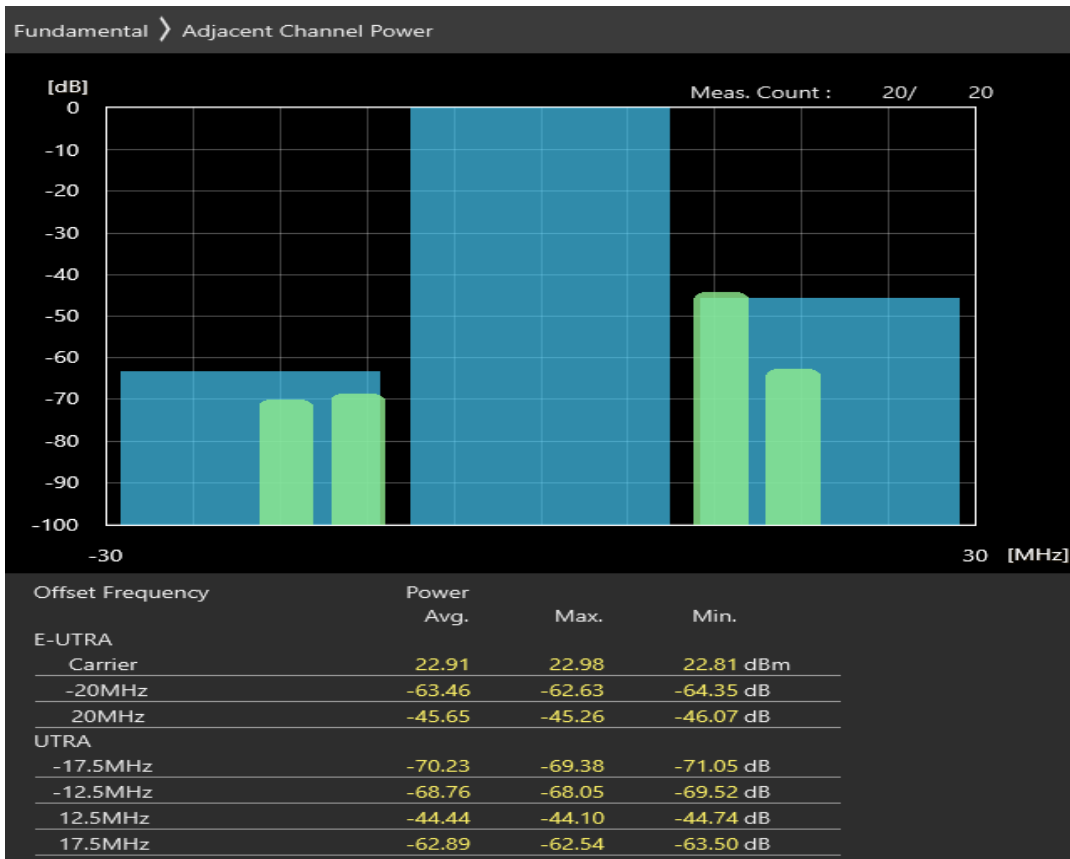 Fundamental 〉 Adjacent Channel Power
[dB]
Meas. Count : 20/ 20
0
-10
-20
-30
-40
-50
-60
-70
-80
-90
-100
-30 30 [MHz]
Offset Frequency Power
Avg. Max. Min.
E-UTRA
Carrier 22.91 22.98 22.81 dBm
-20MHz -63.46 -62.63 -64.35 dB
20MHz -45.65 -45.26 -46.07 dB
UTRA
-17.5MHz -70.23 -69.38 -71.05 dB
-12.5MHz -68.76 -68.05 -69.52 dB
12.5MHz -44.44 -44.10 -44.74 dB
17.5MHz -62.89 -62.54 -63.50 dB